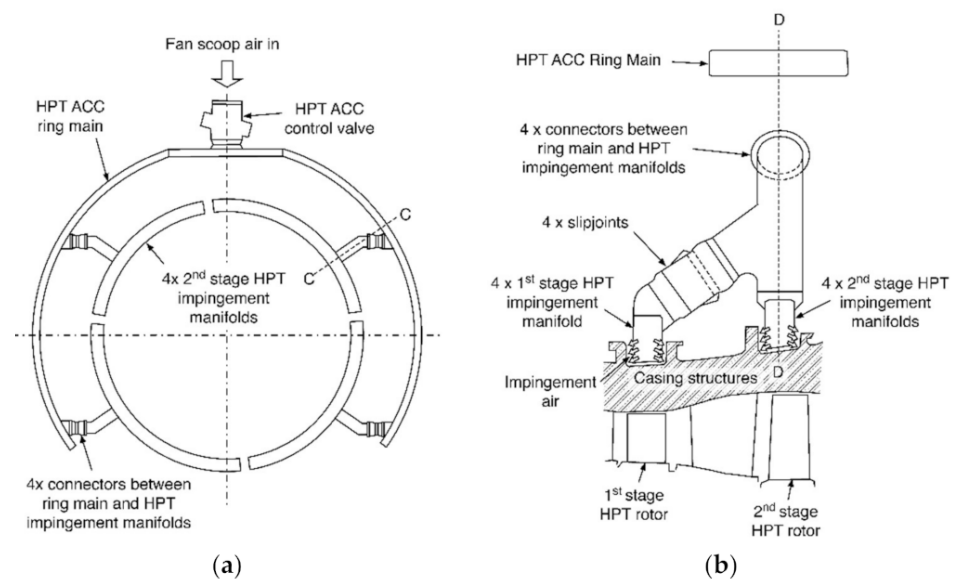 Fan scoop air in
HPT ACC
ring main
HPT ACC
control valve
C
C
4x 2nd stage HPT
impingement
manifolds
4x connectors between
ring main and HPT
impingement manifolds
(a)
D
HPT ACC Ring Main
4 x connectors between
ring main and HPT
impingement manifolds
4 x slipjoints
4 x 1st stage HPT
impingement
manifold
4 x 2nd stage HPT
impingement
manifolds
Impingement
air
Casing structures
D
1st stage
HPT rotor
2nd stage
HPT rotor
(b)